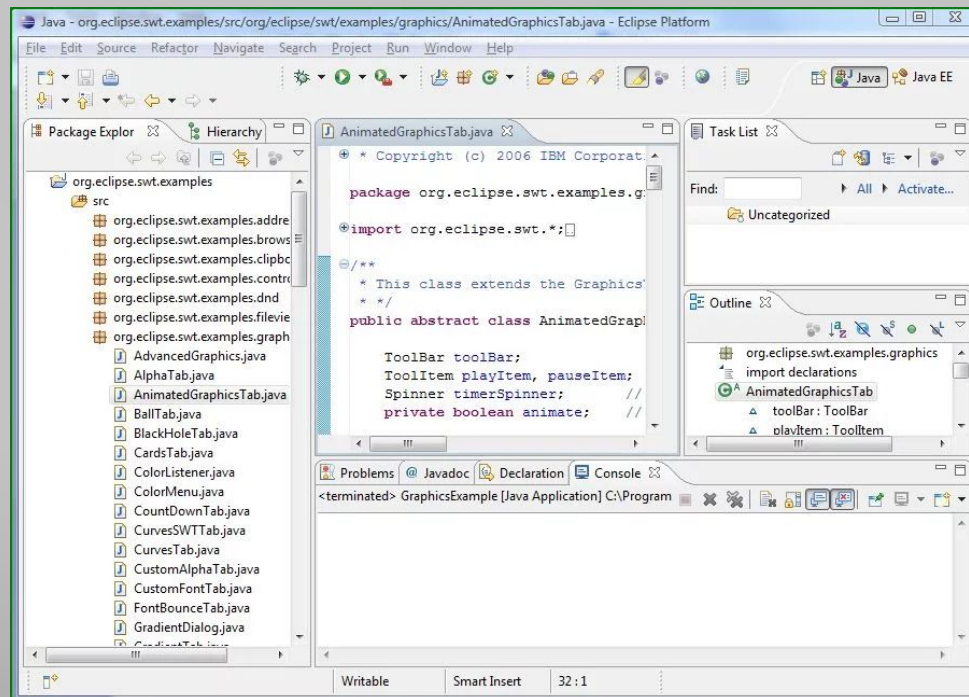 Java - org.eclipse.swt.examples/src/org/eclipse/swt/examples/graphics/AnimatedGraphicsTab.java - Eclipse Platform
File Edit Source Refactor Navigate Search Project Run Window Help
Java Java EE
Package Explor Hierarchy
org.eclipse.swt.examples
src
org.eclipse.swt.examples.addre
org.eclipse.swt.examples.brows
org.eclipse.swt.examples.clipbc
org.eclipse.swt.examples.contro
org.eclipse.swt.examples.dnd
org.eclipse.swt.examples.filevie
org.eclipse.swt.examples.graph
AdvancedGraphics.java
AlphaTab.java
AnimatedGraphicsTab.java
BallTab.java
BlackHoleTab.java
CardsTab.java
ColorListener.java
ColorMenu.java
CountDownTab.java
CurvesSWTTab.java
CurvesTab.java
CustomAlphaTab.java
CustomFontTab.java
FontBounceTab.java
GradientDialog.java
GradientTab.java
AnimatedGraphicsTab.java
* Copyright (c) 2006 IBM Corporat
package org.eclipse.swt.examples.g
import org.eclipse.swt.*;
/**
* This class extends the Graphics
* */
public abstract class AnimatedGrap
ToolBar toolBar;
ToolItem playItem, pauseItem;
Spinner timerSpinner; //
private boolean animate; //
Task List
Find: All Activate...
Uncategorized
Outline
org.eclipse.swt.examples.graphics
import declarations
AnimatedGraphicsTab
toolBar : ToolBar
playItem : ToolItem
Problems @ Javadoc Declaration Console
<terminated> GraphicsExample [Java Application] C:\Program
Writable Smart Insert 32 : 1